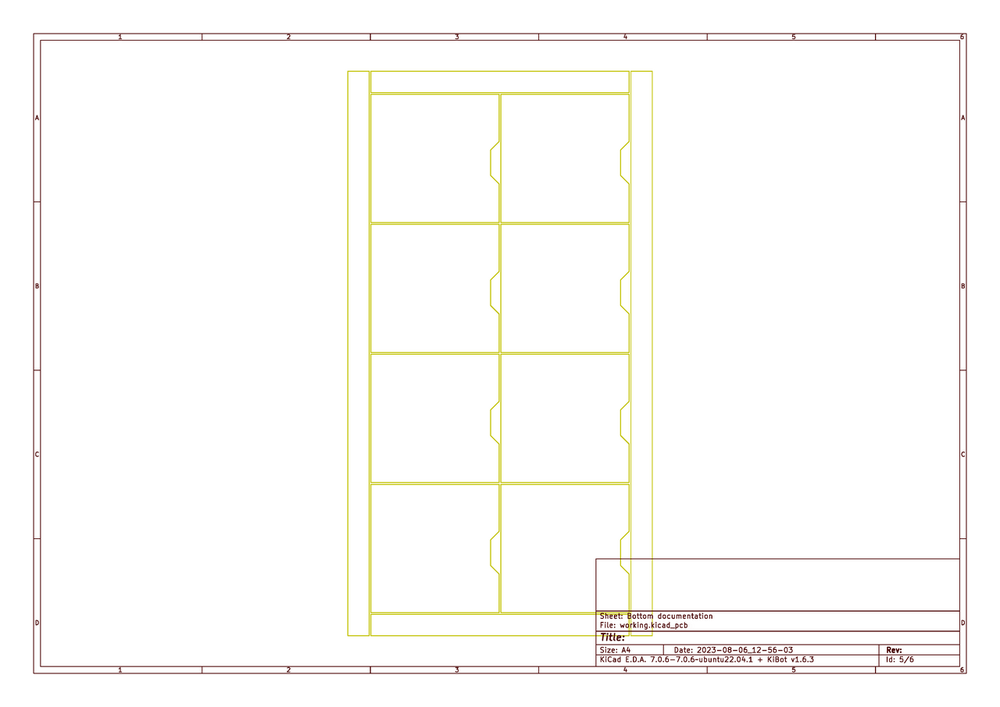 1 2 3 4 5 6
A A
B B
C C
D D
Sheet: Bottom documentation
File: working.kicad_pcb
Title:
Size: A4 Date: 2023-08-06_12-56-03 Rev:
KiCad E.D.A. 7.0.6-7.0.6-ubuntu22.04.1 + KiBot v1.6.3 Id: 5/6
1 2 3 4 5 6